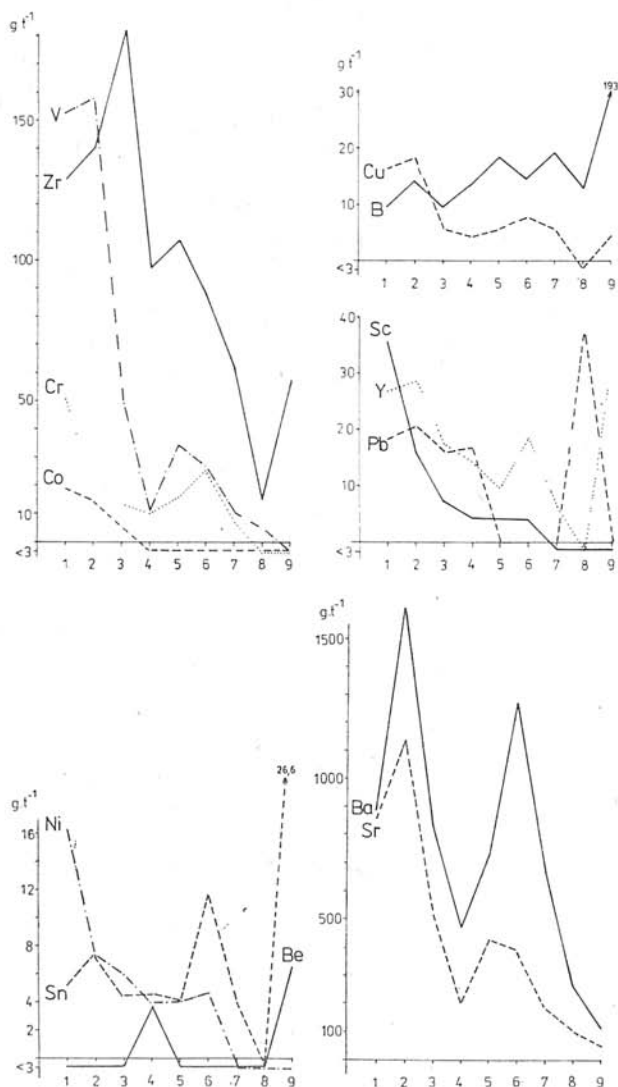 g t⁻¹
V
150
Zr
100
Cr
50
Co
10
<3
1 2 3 4 5 6 7 8 9
g t⁻¹
193
30
Cu
20
B
10
<3
1 2 3 4 5 6 7 8 9
Sc
40
Y
30
Pb
20
10
<3
1 2 3 4 5 6 7 8 9
g t⁻¹
26,6
Ni
16
12
8
Sn
Be
4
2
<3
1 2 3 4 5 6 7 8 9
g.t⁻¹
1500
1000
Ba
Sr
500
100
1 2 3 4 5 6 7 8 9